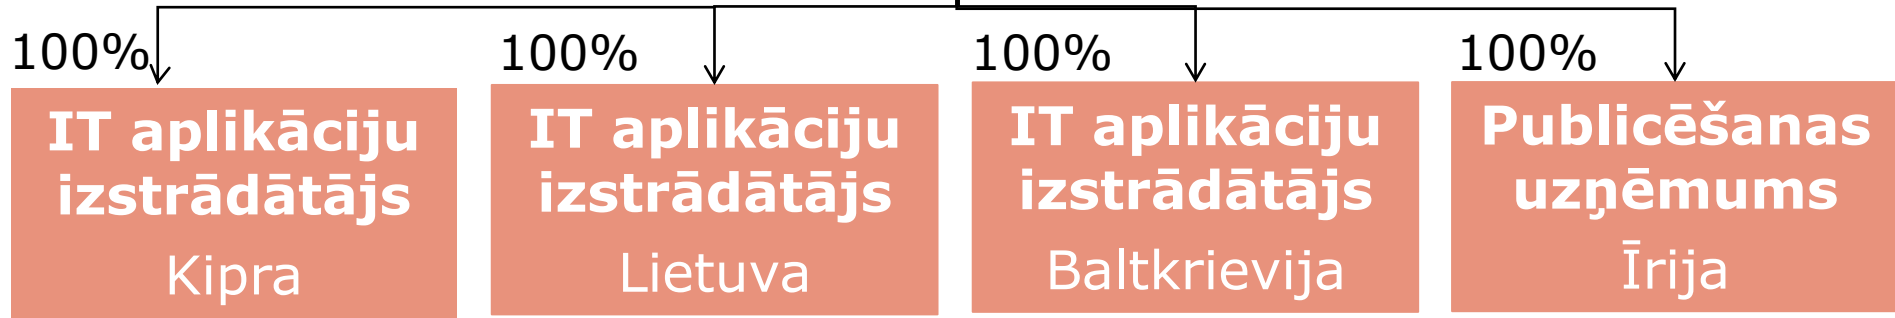 100%
IT aplikāciju
izstrādātājs
Kipra
100%
IT aplikāciju
izstrādātājs
Lietuva
100%
IT aplikāciju
izstrādātājs
Baltkrievija
100%
Publicēšanas
uzņēmums
Īrija